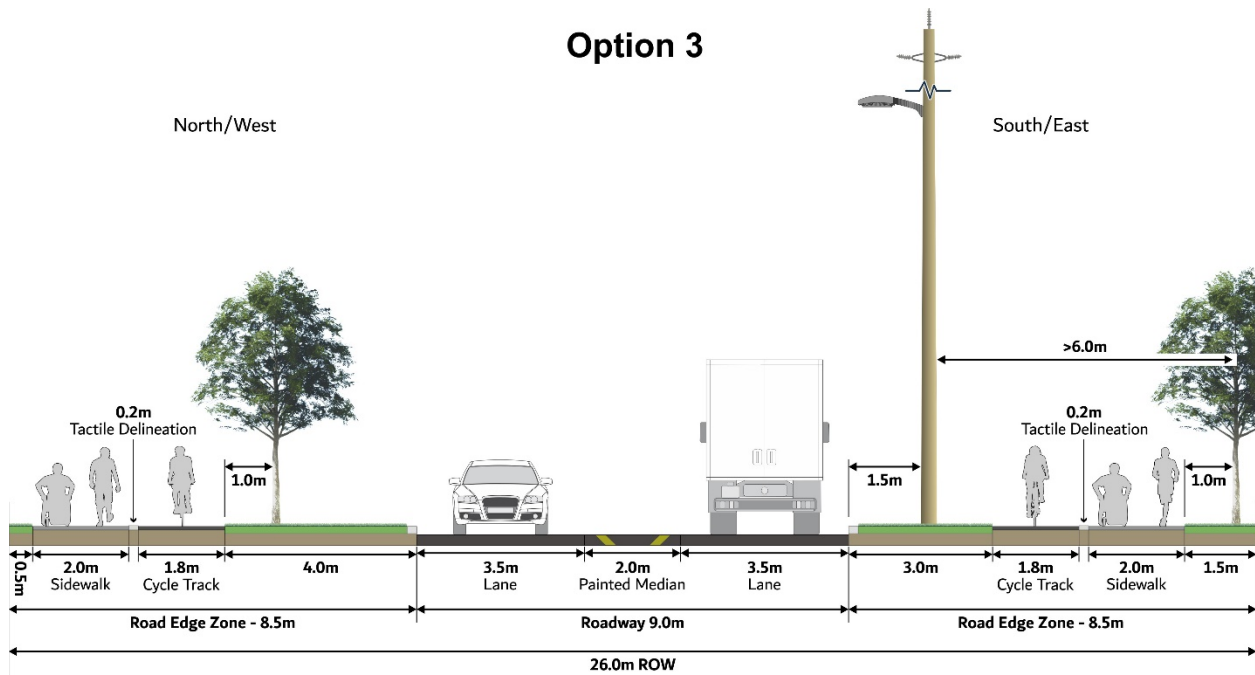 Option 3
North/West
South/East
>6.0m
0.2m
Tactile Delineation
0.2m
Tactile Delineation
1.0m
1.5m
1.0m
0.5m
2.0m
Sidewalk
1.8m
Cycle Track
4.0m
3.5m
Lane
2.0m
Painted Median
3.5m
Lane
3.0m
1.8m
Cycle Track
2.0m
Sidewalk
1.5m
Road Edge Zone - 8.5m
Roadway 9.0m
Road Edge Zone - 8.5m
26.0m ROW